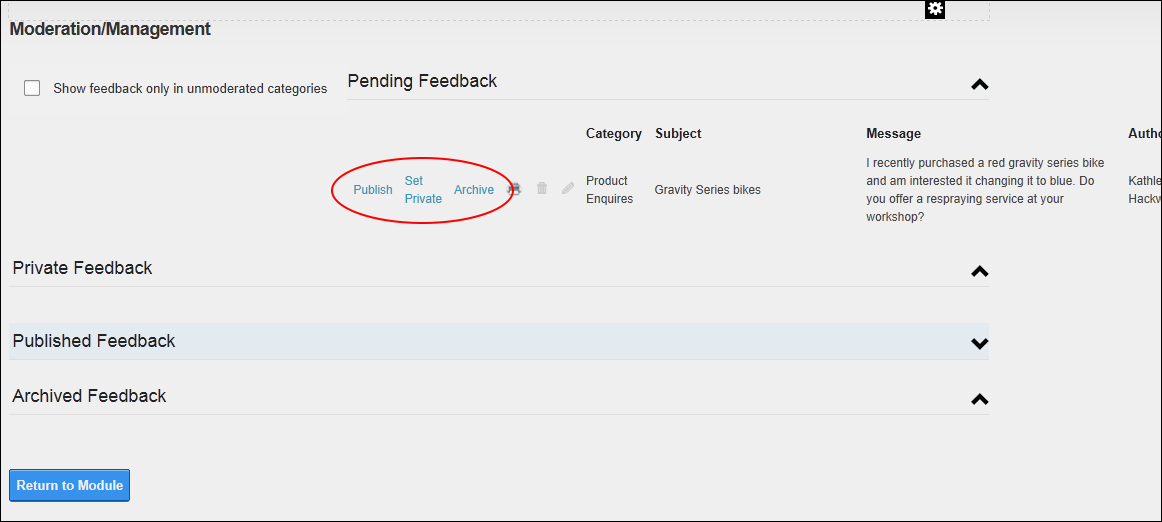 Moderation/Management
Show feedback only in unmoderated categories
Pending Feedback
Category Subject Message Autho
Publish Set Private Archive Product Enquires Gravity Series bikes
I recently purchased a red gravity series bike
and am interested it changing it to blue. Do
you offer a respraying service at your
workshop?
Kathle
Hackw
Private Feedback
Published Feedback
Archived Feedback
Return to Module